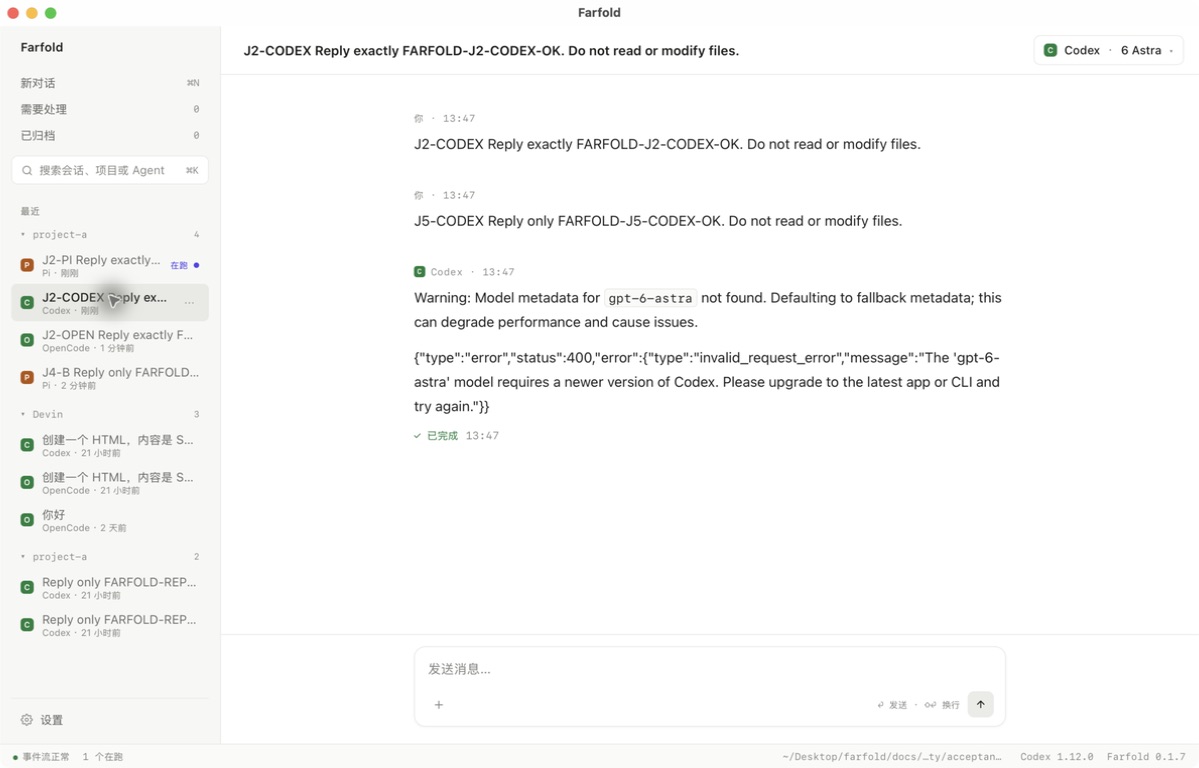 Farfold
Farfold
新对话 ⌘N
需要处理 0
已归档 0
搜索会话、项目或 Agent ⌘K
最近
project-a 4
P J2-PI Reply exactly... 在跑
Pi · 刚刚
C J2-CODEX Reply ex... ...
Codex · 刚刚
O J2-OPEN Reply exactly F...
OpenCode · 1 分钟前
P J4-B Reply only FARFOLD...
Pi · 2 分钟前
Devin 3
C 创建一个 HTML，内容是 S...
Codex · 21 小时前
O 创建一个 HTML，内容是 S...
OpenCode · 21 小时前
O 你好
OpenCode · 2 天前
project-a 2
C Reply only FARFOLD-REP...
Codex · 21 小时前
C Reply only FARFOLD-REP...
Codex · 21 小时前
设置
J2-CODEX Reply exactly FARFOLD-J2-CODEX-OK. Do not read or modify files.
C Codex · 6 Astra
你 · 13:47
J2-CODEX Reply exactly FARFOLD-J2-CODEX-OK. Do not read or modify files.
你 · 13:47
J5-CODEX Reply only FARFOLD-J5-CODEX-OK. Do not read or modify files.
C Codex · 13:47
Warning: Model metadata for gpt-6-astra not found. Defaulting to fallback metadata; this
can degrade performance and cause issues.
{"type":"error","status":400,"error":{"type":"invalid_request_error","message":"The 'gpt-6-
astra' model requires a newer version of Codex. Please upgrade to the latest app or CLI and
try again."}}
✓ 已完成 13:47
发送消息...
+ ⏎ 发送 · ⇧⏎ 换行 ↑
事件流正常 1 个在跑 ~/Desktop/farfold/docs/…ty/acceptan… Codex 1.12.0 Farfold 0.1.7